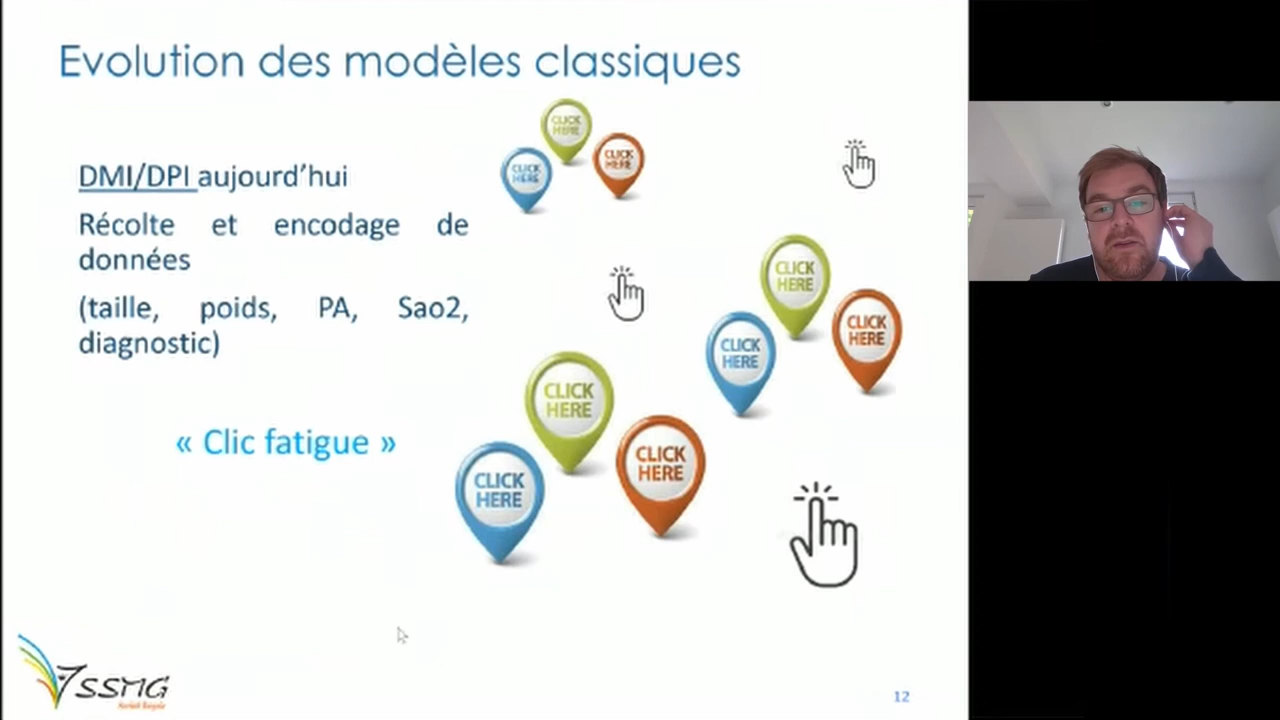 Evolution des modèles classiques
DMI/DPI aujourd’hui
Récolte et encodage de
données
(taille, poids, PA, Sao2,
diagnostic)
« Clic fatigue »
CLICK
HERE
CLICK
HERE
CLICK
HERE
CLICK
HERE
CLICK
HERE
CLICK
HERE
CLICK
HERE
CLICK
HERE
CLICK
HERE
SSMG
12